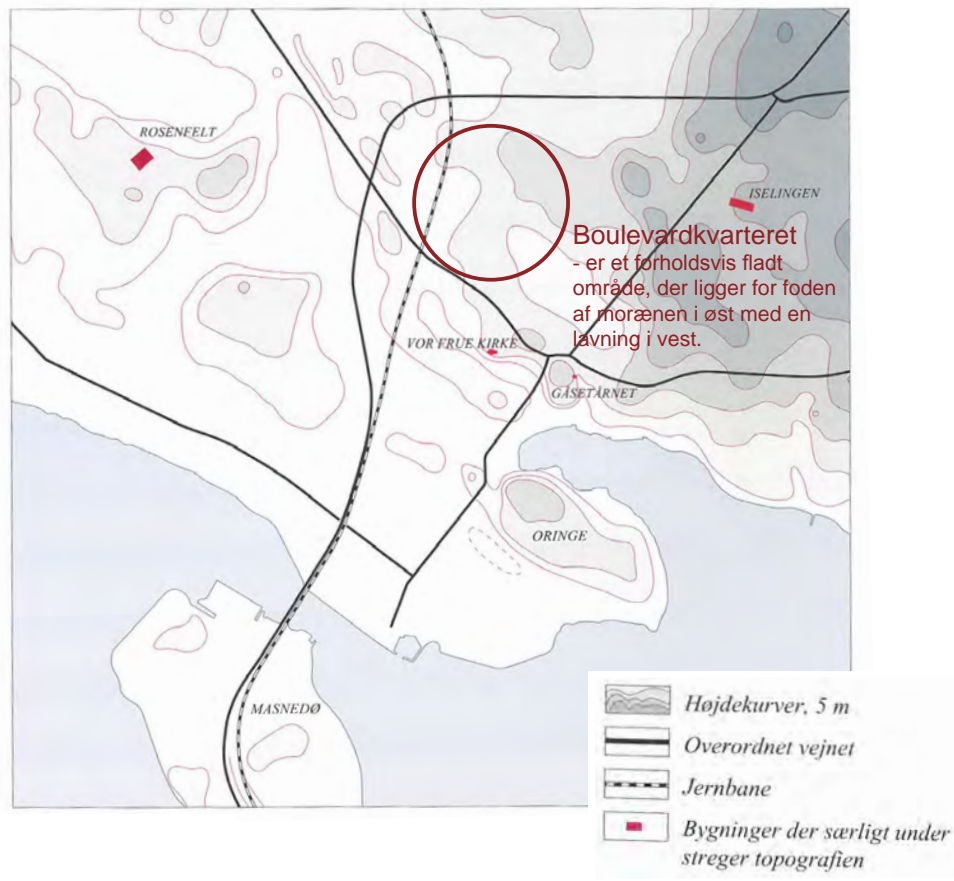 ROSENFELT
ISELINGEN
Boulevardkvarteret
- er et forholdsvis fladt
område, der ligger for foden
af morænen i øst med en
lavning i vest.
VOR FRUE KIRKE
GÅSETÅRNET
ORINGE
MASNEDØ
Højdekurver, 5 m
Overordnet vejnet
Jernbane
Bygninger der særligt under
streger topografien